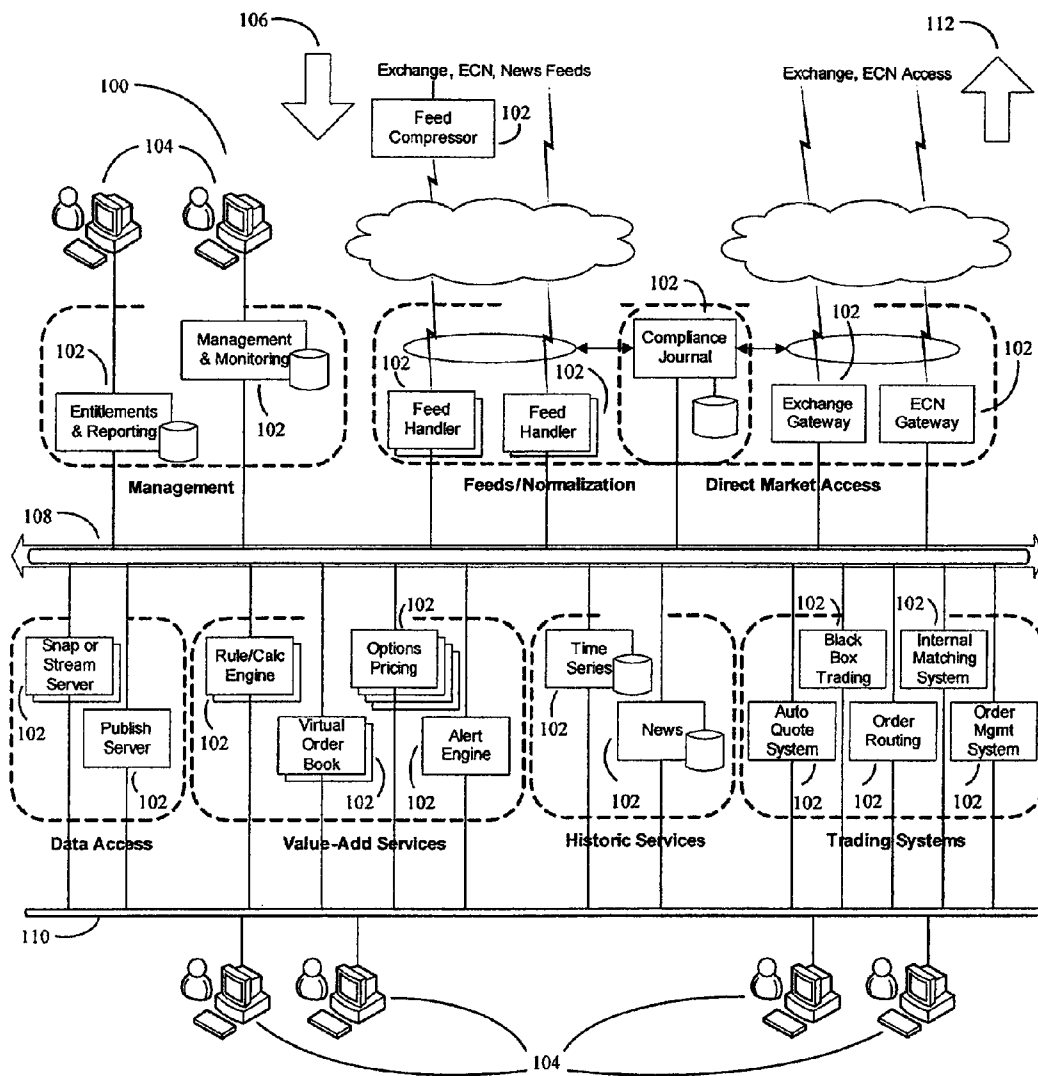 106
112
Exchange, ECN, News Feeds
Exchange, ECN Access
100
Feed
Compressor
102
104
102
Management
& Monitoring
102
Compliance
Journal
102
102
102
102
102
Entitlements
& Reporting
102
Feed
Handler
Feed
Handler
Exchange
Gateway
ECN
Gateway
Management
Feeds/Normalization
Direct Market Access
108
102
102
102
Snap or
Stream
Server
Rule/Calc
Engine
Options
Pricing
Time
Series
Black
Box
Trading
Internal
Matching
System
102
102
102
Publish
Server
Virtual
Order
Book
Alert
Engine
News
Auto
Quote
System
Order
Routing
Order
Mgmt
System
102
102
102
102
102
102
102
Data Access
Value-Add Services
Historic Services
Trading Systems
110
104